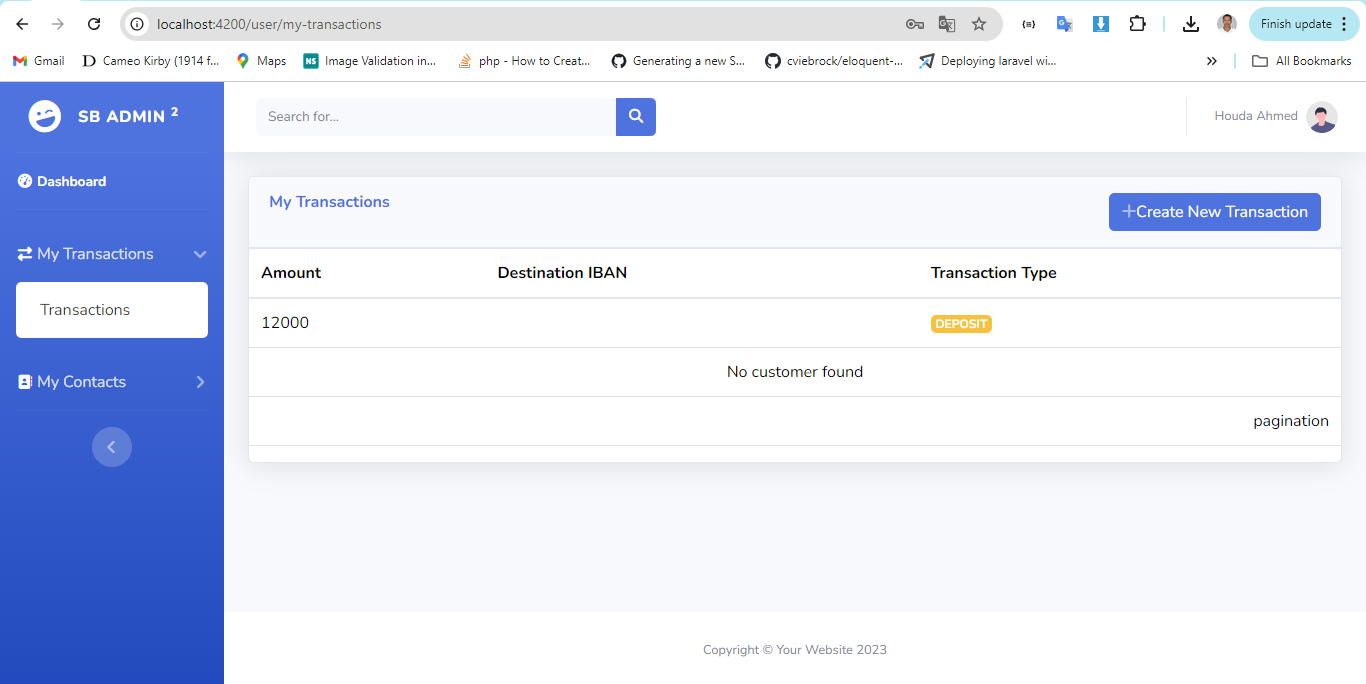 localhost:4200/user/my-transactions
Finish update
Gmail
Cameo Kirby (1914 f...
Maps
NS
Image Validation in...
php - How to Creat...
Generating a new S...
cviebrock/eloquent-...
Deploying laravel wi...
All Bookmarks
SB ADMIN 2
Search for...
Houda Ahmed
Dashboard
My Transactions
Transactions
My Contacts
My Transactions
Create New Transaction
Amount Destination IBAN Transaction Type
12000 DEPOSIT
No customer found
pagination
Copyright © Your Website 2023